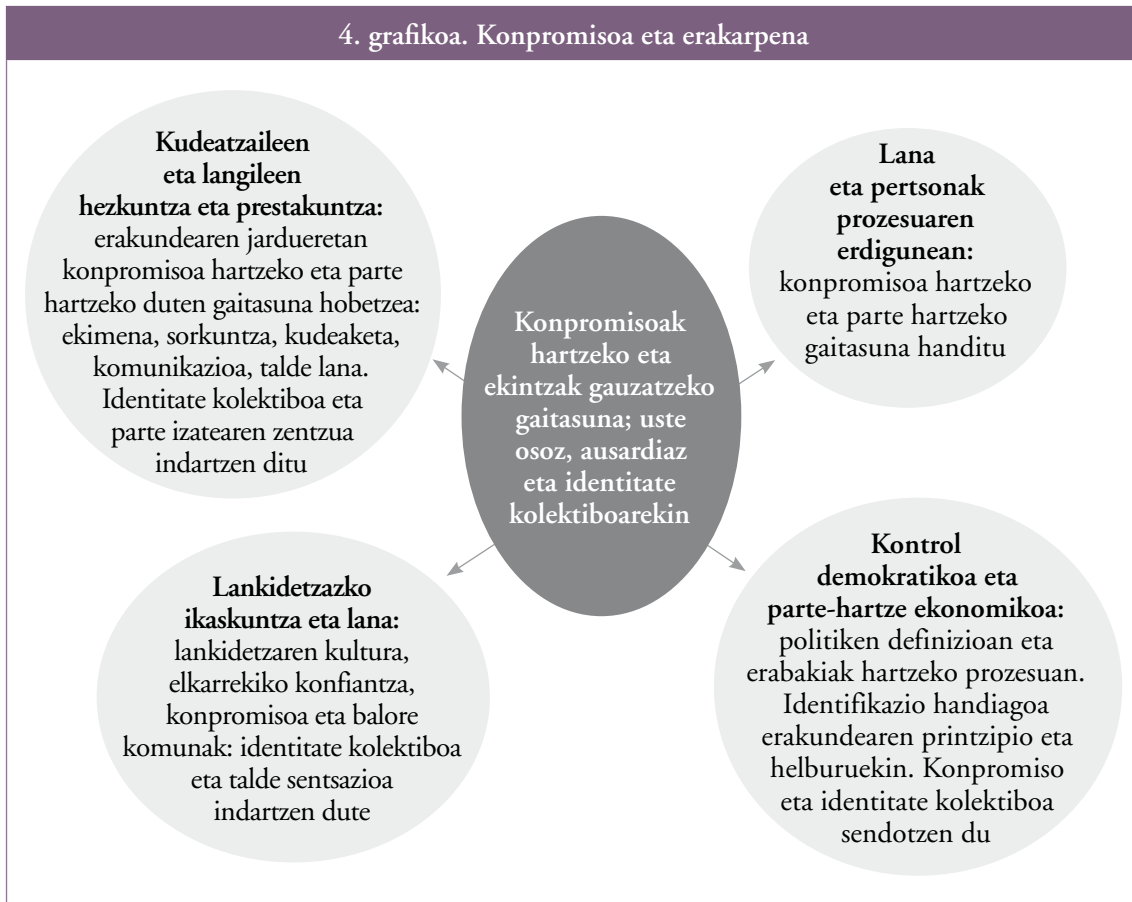 4. grafikoa. Konpromisoa eta erakarpena
Kudeatzaileen
eta langileen
hezkuntza eta prestakuntza:
erakundearen jardueretan
konpromisoa hartzeko eta parte
hartzeko duten gaitasuna hobetzea:
ekimena, sorkuntza, kudeaketa,
komunikazioa, talde lana.
Identitate kolektiboa eta
parte izatearen zentzua
indartzen ditu
Lana
eta pertsonak
prozesuaren
erdigunean:
konpromisoa hartzeko
eta parte hartzeko
gaitasuna handitu
Konpromisoak
hartzeko eta
ekintzak gauzatzeko
gaitasuna; uste
osoz, ausardiaz
eta identitate
kolektiboarekin
Lankidetzazko
ikaskuntza eta lana:
lankidetzaren kultura,
elkarrekiko konfiantza,
konpromisoa eta balore
komunak: identitate kolektiboa
eta talde sentsazioa
indartzen dute
Kontrol
demokratikoa eta
parte-hartze ekonomikoa:
politiken definizioan eta
erabakiak hartzeko prozesuan.
Identifikazio handiagoa
erakundearen printzipio eta
helburuekin. Konpromiso
eta identitate kolektiboa
sendotzen du